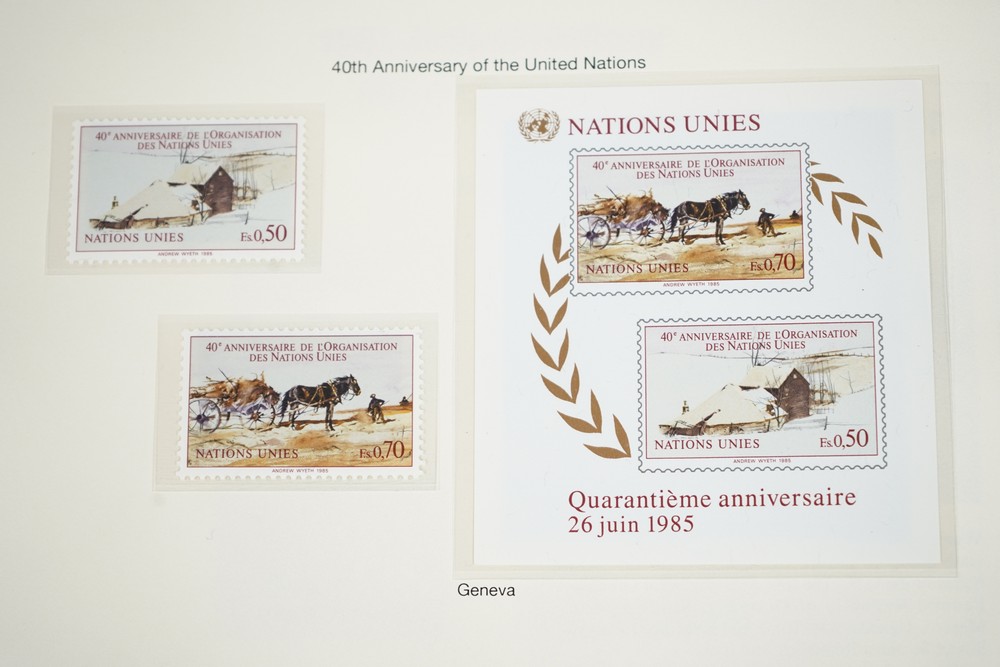 40th Anniversary of the United Nations
40e ANNIVERSAIRE DE L'ORGANISATION
DES NATIONS UNIES
NATIONS UNIES
F.s.0,50
ANDREW WYETH 1985
40e ANNIVERSAIRE DE L'ORGANISATION
DES NATIONS UNIES
NATIONS UNIES
F.s.0,70
ANDREW WYETH 1985
NATIONS UNIES
40e ANNIVERSAIRE DE L'ORGANISATION
DES NATIONS UNIES
NATIONS UNIES
F.s.0,70
ANDREW WYETH 1985
40e ANNIVERSAIRE DE L'ORGANISATION
DES NATIONS UNIES
NATIONS UNIES
F.s.0,50
ANDREW WYETH 1985
Quarantième anniversaire
26 juin 1985
Geneva